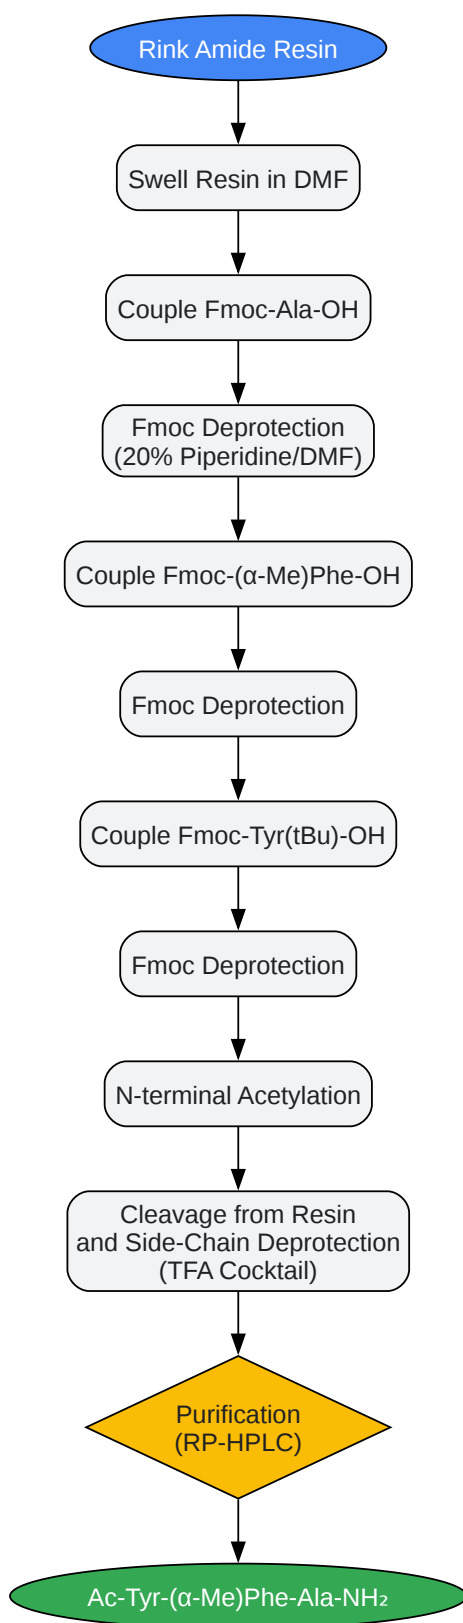 Rink Amide Resin
Swell Resin in DMF
Couple Fmoc-Ala-OH
Fmoc Deprotection
(20% Piperidine/DMF)
Couple Fmoc-(α-Me)Phe-OH
Fmoc Deprotection
Couple Fmoc-Tyr(tBu)-OH
Fmoc Deprotection
N-terminal Acetylation
Cleavage from Resin
and Side-Chain Deprotection
(TFA Cocktail)
Purification
(RP-HPLC)
Ac-Tyr-(α-Me)Phe-Ala-NH₂